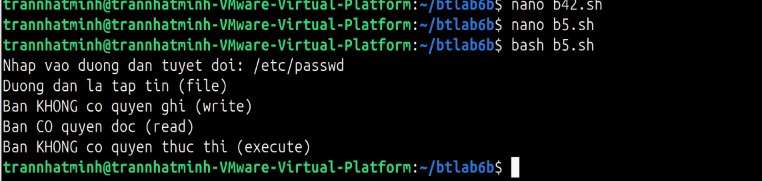 trannhatminh@trannhatminh-VMware-Virtual-Platform:~/btlab6b$ nano b42.sh
trannhatminh@trannhatminh-VMware-Virtual-Platform:~/btlab6b$ nano b5.sh
trannhatminh@trannhatminh-VMware-Virtual-Platform:~/btlab6b$ bash b5.sh
Nhap vao duong dan tuyet doi: /etc/passwd
Duong dan la tap tin (file)
Ban KHONG co quyen ghi (write)
Ban CO quyen doc (read)
Ban KHONG co quyen thuc thi (execute)
trannhatminh@trannhatminh-VMware-Virtual-Platform:~/btlab6b$